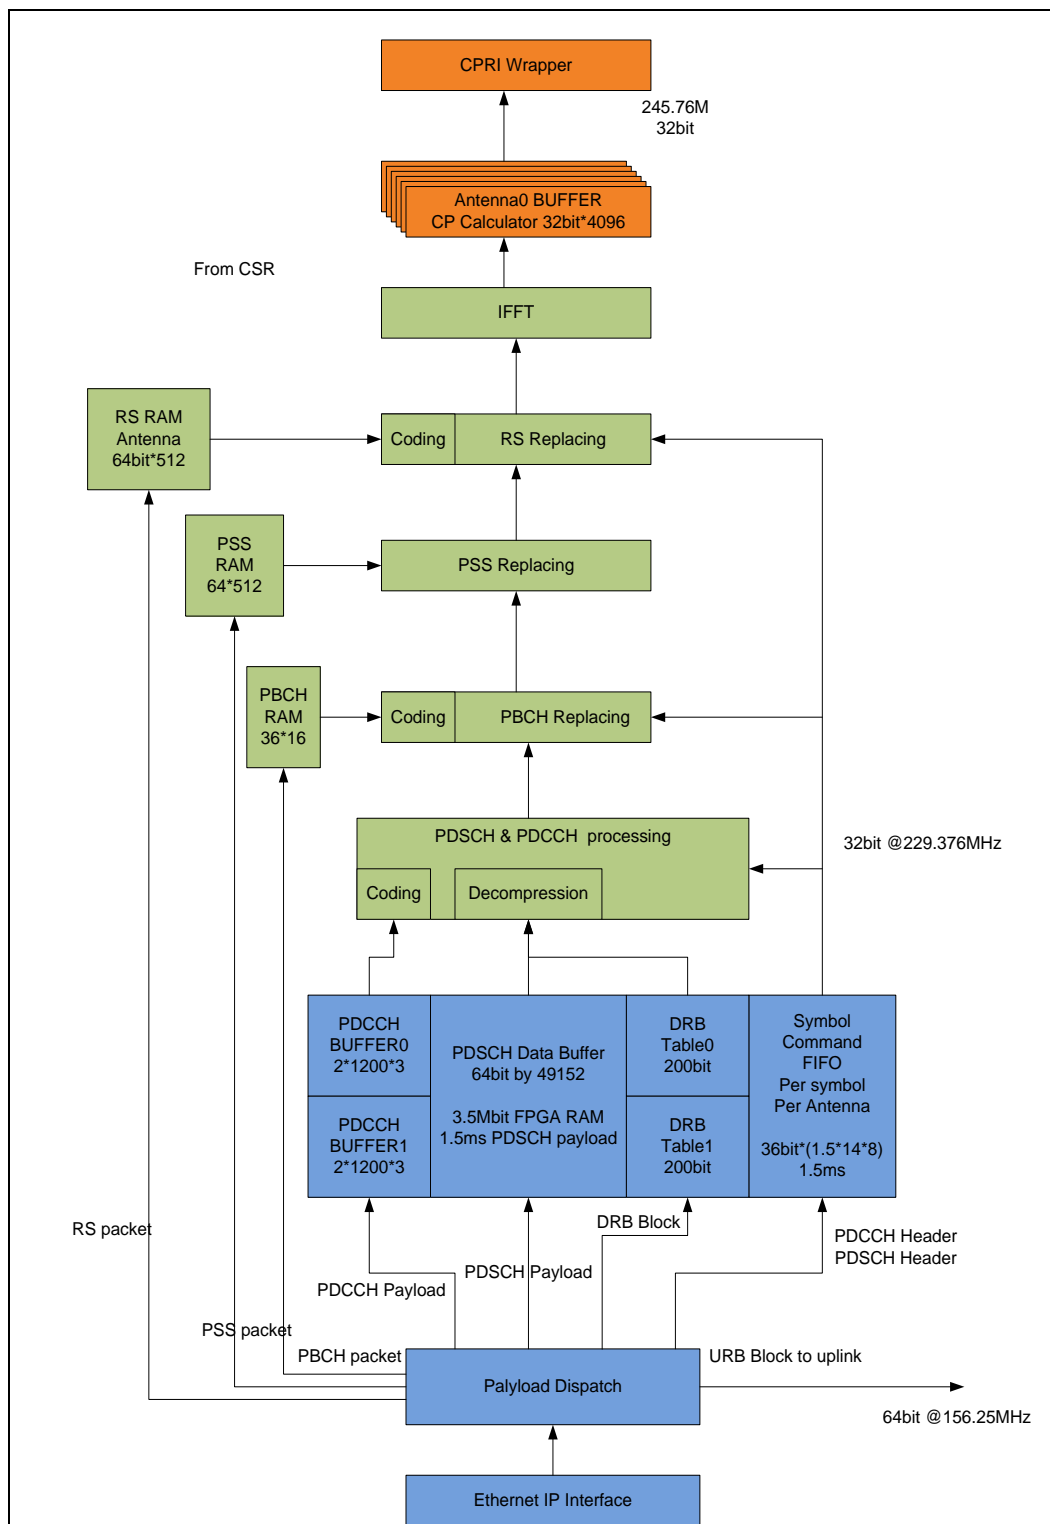 CPRI Wrapper
245.76M
32bit
Antenna0 BUFFER
CP Calculator 32bit*4096
From CSR
IFFT
RS RAM
Antenna
64bit*512
Coding
RS Replacing
PSS
RAM
64*512
PSS Replacing
PBCH
RAM
36*16
Coding
PBCH Replacing
PDSCH & PDCCH  processing
32bit @229.376MHz
Coding
Decompression
PDCCH
BUFFER0
2*1200*3
PDSCH Data Buffer
64bit by 49152
3.5Mbit FPGA RAM
1.5ms PDSCH payload
DRB
Table0
200bit
Symbol
Command
FIFO
Per symbol
Per Antenna
36bit*(1.5*14*8)
1.5ms
PDCCH
BUFFER1
2*1200*3
DRB
Table1
200bit
RS packet
DRB Block
PDCCH Header
PDSCH Header
PDSCH Payload
PDCCH Payload
PSS packet
PBCH packet
URB Block to uplink
Palyload Dispatch
64bit @156.25MHz
Ethernet IP Interface